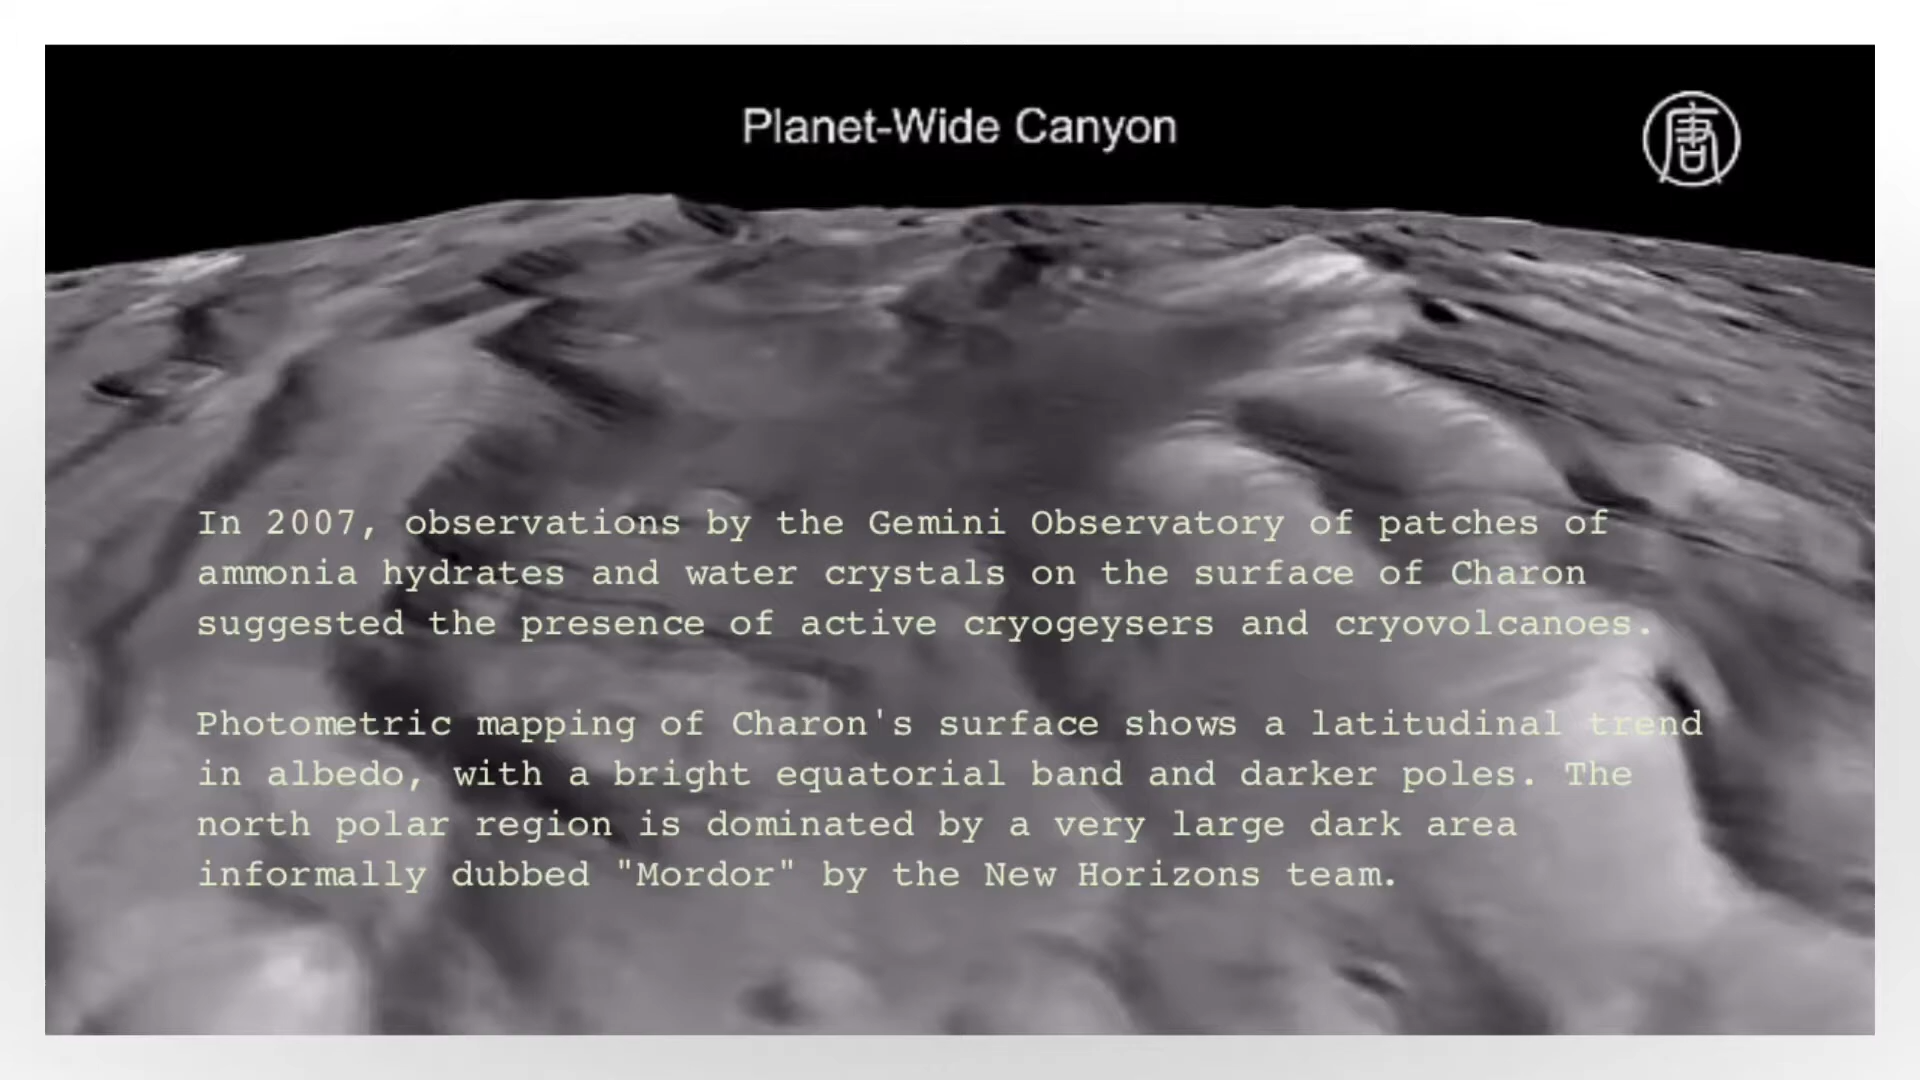 Planet-Wide Canyon
唐
In 2007, observations by the Gemini Observatory of patches of
ammonia hydrates and water crystals on the surface of Charon
suggested the presence of active cryogeysers and cryovolcanoes.
Photometric mapping of Charon's surface shows a latitudinal trend
in albedo, with a bright equatorial band and darker poles. The
north polar region is dominated by a very large dark area
informally dubbed "Mordor" by the New Horizons team.